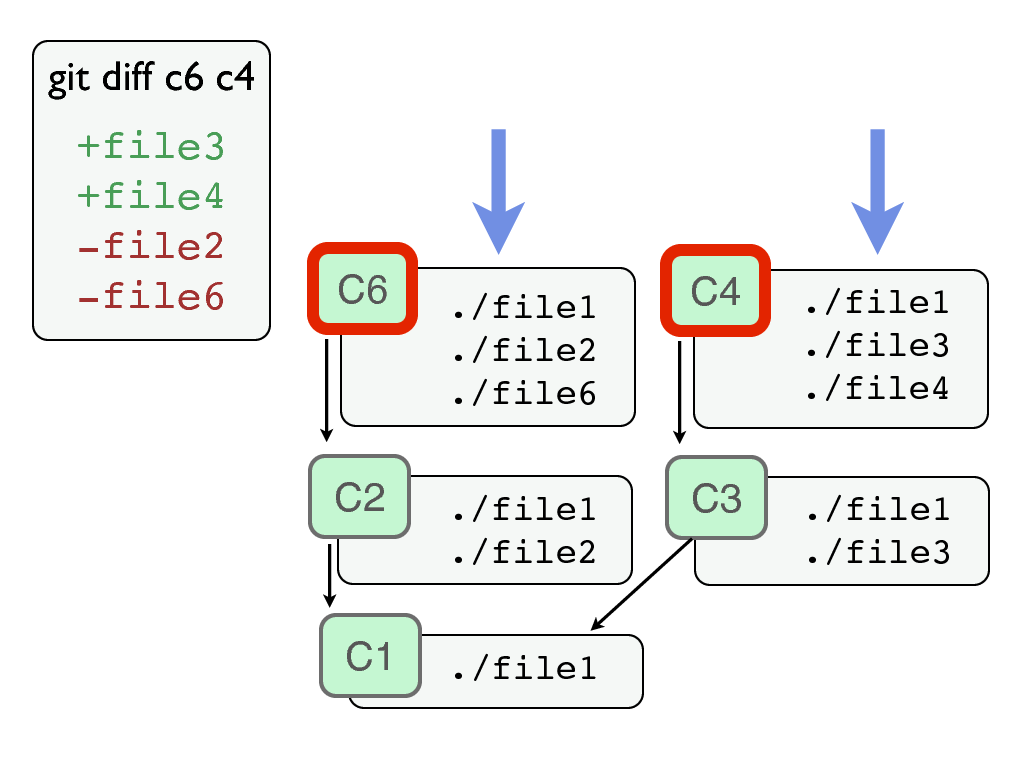 git diff c6 c4
+file3
+file4
-file2
-file6
C6
./file1
./file2
./file6
C4
./file1
./file3
./file4
C2
./file1
./file2
C3
./file1
./file3
C1
./file1